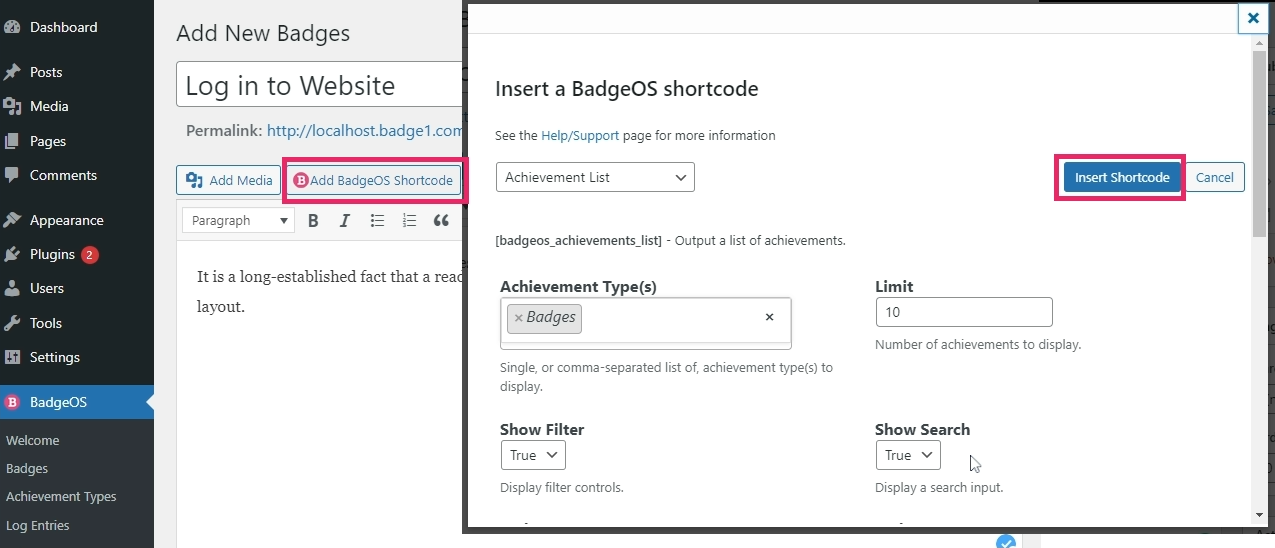 Dashboard
Posts
Media
Pages
Comments
Appearance
Plugins 2
Users
Tools
Settings
BadgeOS
Welcome
Badges
Achievement Types
Log Entries
Add New Badges
Log in to Website
Permalink: http://localhost.badge1.com
Add Media
B Add BadgeOS Shortcode
Paragraph
B I
It is a long-established fact that a read
layout.
Insert a BadgeOS shortcode
See the Help/Support page for more information
Achievement List
Insert Shortcode
Cancel
[badgeos_achievements_list] - Output a list of achievements.
Achievement Type(s)
× Badges ×
Single, or comma-separated list of, achievement type(s) to
display.
Limit
10
Number of achievements to display.
Show Filter
True
Display filter controls.
Show Search
True
Display a search input.